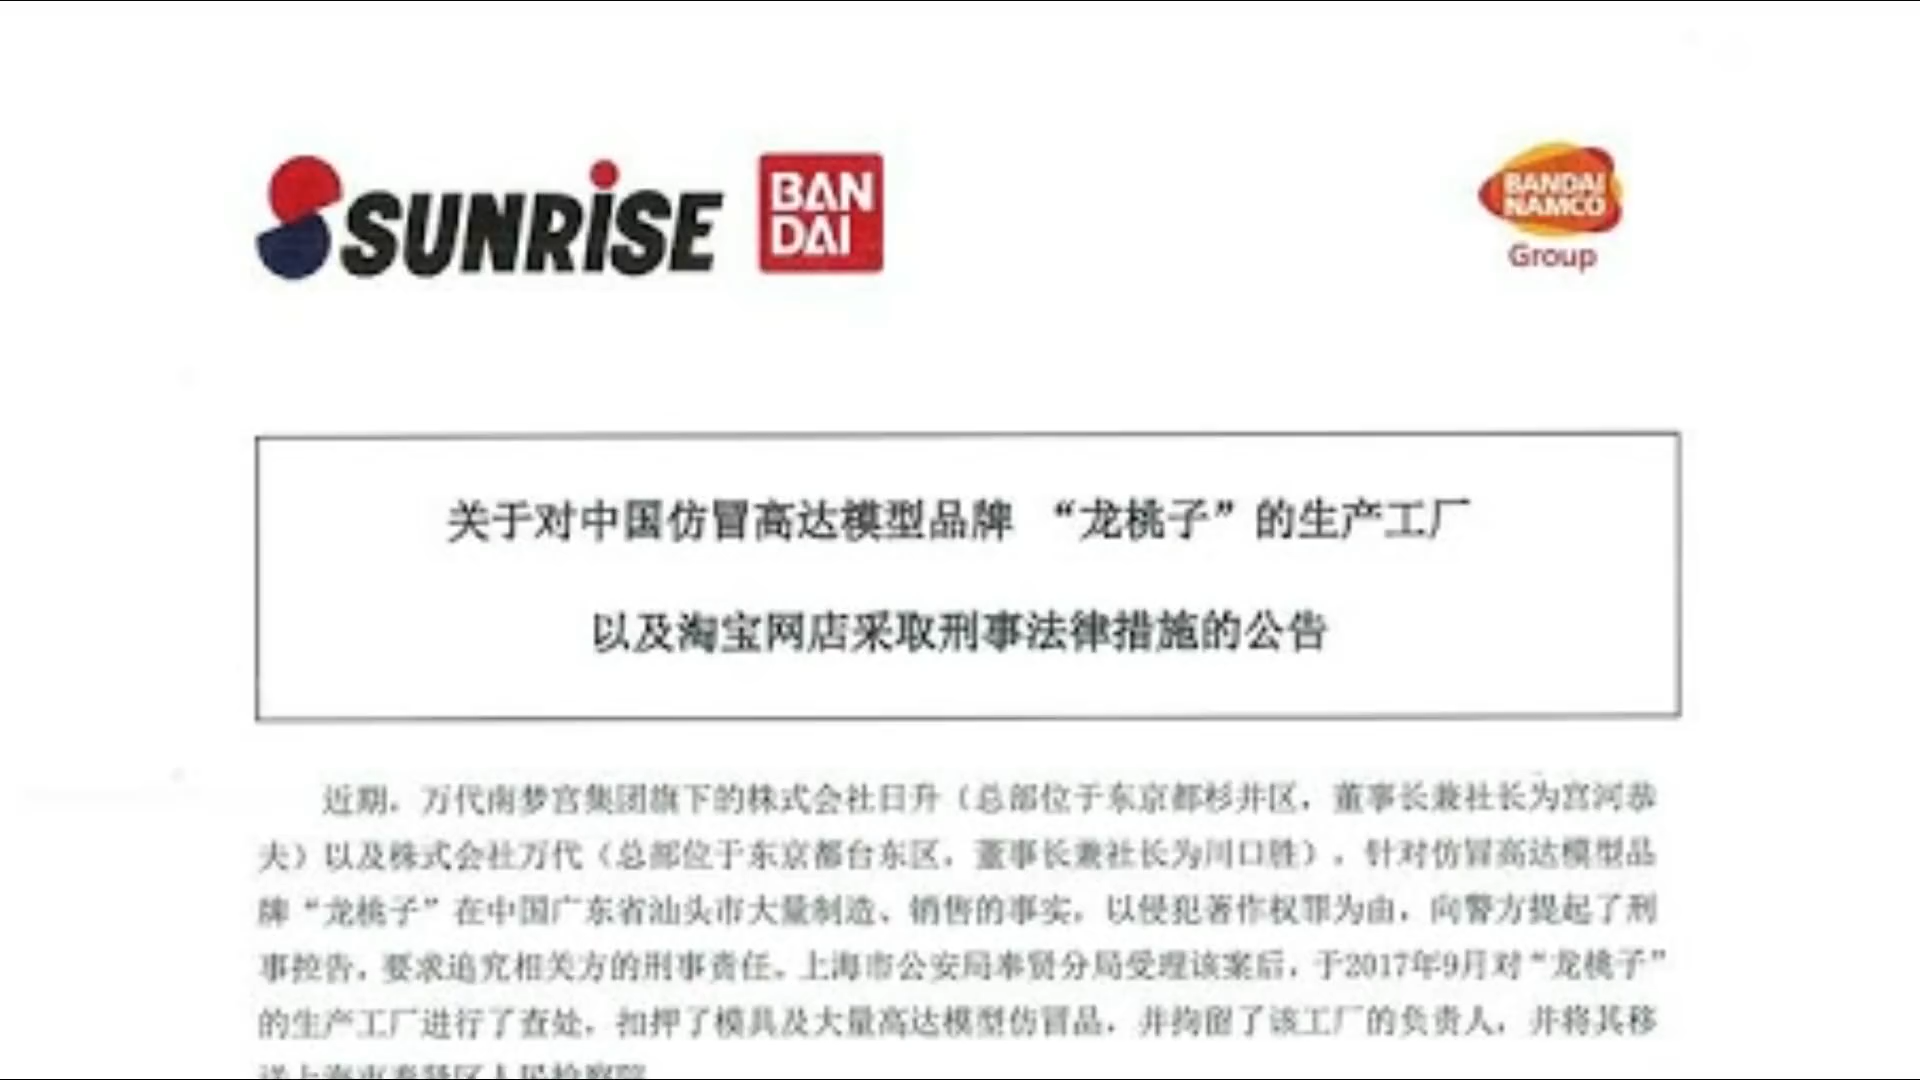 SUNRISE
BAN
DAI
BANDAI
NAMCO
Group
关于对中国仿冒高达模型品牌 “龙桃子”的生产工厂
以及淘宝网店采取刑事法律措施的公告
近期，万代南梦宫集团旗下的株式会社日升（总部位于东京都杉并区，董事长兼社长为宫河恭
夫）以及株式会社万代（总部位于东京都台东区，董事长兼社长为川口胜），针对仿冒高达模型品
牌“龙桃子”在中国广东省汕头市大量制造、销售的事实，以侵犯著作权罪为由，向警方提起了刑
事控告，要求追究相关方的刑事责任。上海市公安局奉贤分局受理该案后，于2017年9月对“龙桃子”
的生产工厂进行了查处，扣押了模具及大量高达模型仿冒品，并拘留了该工厂的负责人，并将其移